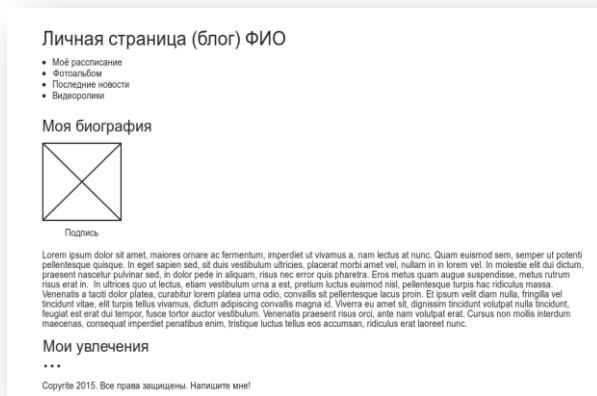 Личная страница (блог) ФИО
Моё рассписание
Фотоальбом
Последние новости
Видеоролики
Моя биография
Подпись
Lorem ipsum dolor sit amet, maiores ornare ac fermentum, imperdiet ut vivamus a, nam lectus at nunc. Quam euismod sem, semper ut potenti
pellentesque quisque. In eget sapien sed, sit duis vestibulum ultricies, placerat morbi amet vel, nullam in in lorem vel. In molestie elit dui dictum,
praesent nascetur pulvinar sed, in dolor pede in aliquam, risus nec error quis pharetra. Eros metus quam augue suspendisse, metus rutrum
risus erat in. In ultrices quo ut lectus, etiam vestibulum urna a est, pretium luctus euismod nisl, pellentesque turpis hac ridiculus massa.
Venenatis a taciti dolor platea, curabitur lorem platea urna odio, convallis sit pellentesque lacus proin. Et ipsum velit diam nulla, fringilla vel
tincidunt vitae, elit turpis tellus vivamus, dictum adipiscing convallis magna id. Viverra eu amet sit, dignissim tincidunt volutpat nulla tincidunt,
feugiat est erat dui tempor, fusce tortor auctor vestibulum. Venenatis praesent risus orci, ante nam volutpat erat. Cursus non mollis interdum
maecenas, consequat imperdiet penatibus enim, tristique luctus tellus eos accumsan, ridiculus erat laoreet nunc.
Мои увлечения
...
Copyrite 2015. Все права защищены. Напишите мне!